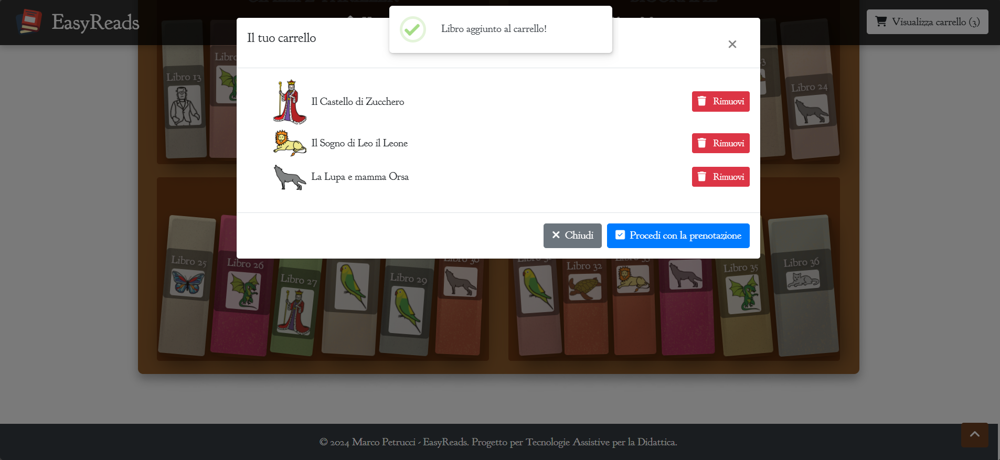 EasyReads
Libro aggiunto al carrello!
Visualizza carrello (3)
Il tuo carrello
Il Castello di Zucchero
Rimuovi
Il Sogno di Leo il Leone
Rimuovi
La Lupa e mamma Orsa
Rimuovi
Chiudi
Procedi con la prenotazione
Libro 13
Libro
Libro 24
Libro 25
Libro 26
Libro 27
Libro 29
Libro 30
Libro 32
Libro 35
Libro 36
© 2024 Marco Petrucci - EasyReads. Progetto per Tecnologie Assistive per la Didattica.